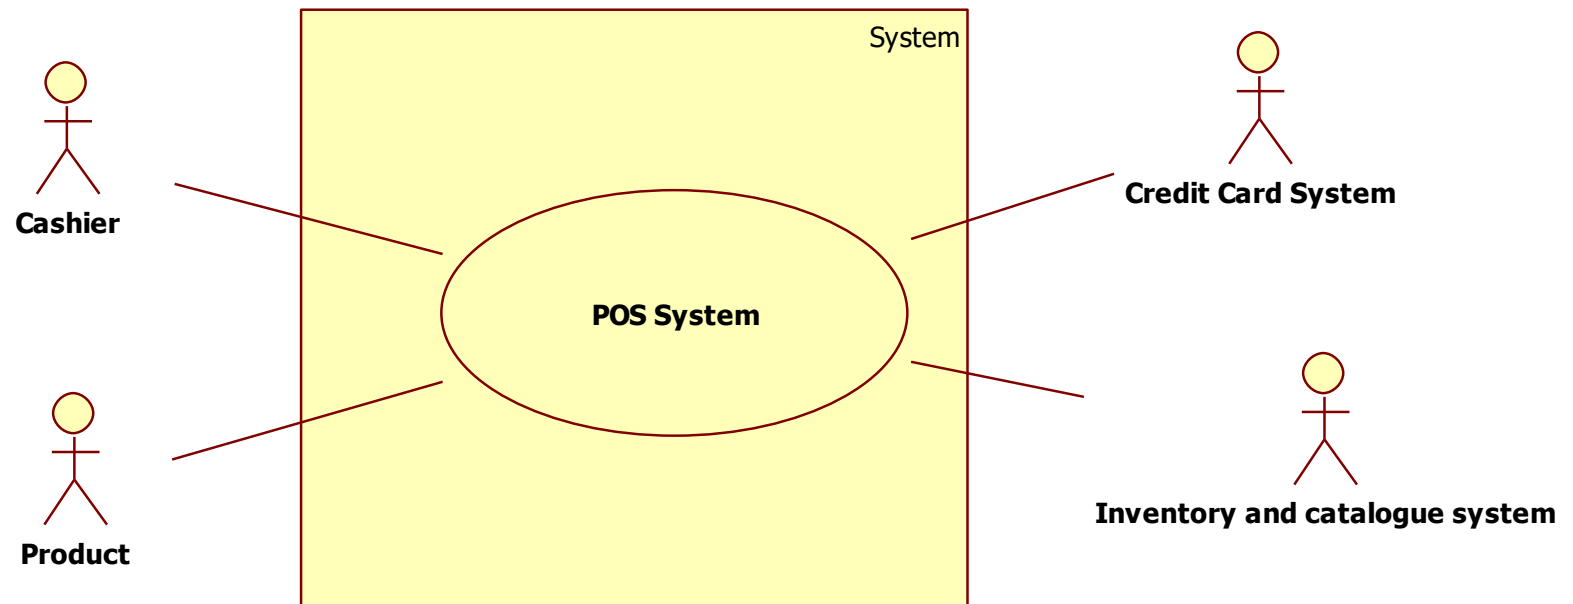 System
Cashier
Credit Card System
POS System
Product
Inventory and catalogue system